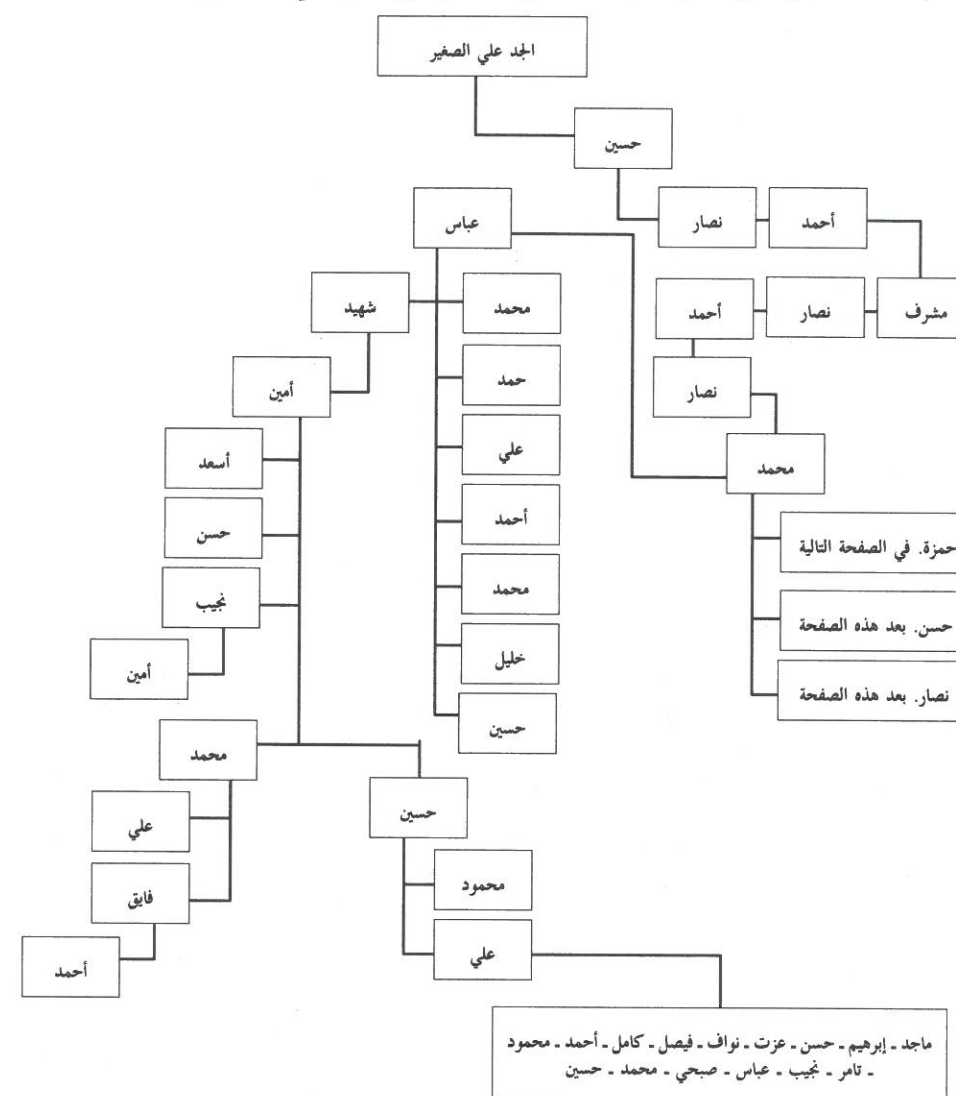 الجد علي الصغير
حسين
أحمد
نصار
عباس
مشرف
نصار
أحمد
محمد
شهيد
نصار
حمد
أمين
محمد
علي
أسعد
أحمد
حسن
حمزة. في الصفحة التالية
محمد
نجيب
حسن. بعد هذه الصفحة
خليل
أمين
نصار. بعد هذه الصفحة
حسين
محمد
حسين
علي
محمود
فايق
علي
أحمد
ماجد ـ إبرهيم ـ حسن ـ عزت ـ نواف ـ فيصل ـ كامل ـ أحمد ـ محمود
ـ تامر ـ نجيب ـ عباس ـ صبحي ـ محمد ـ حسين